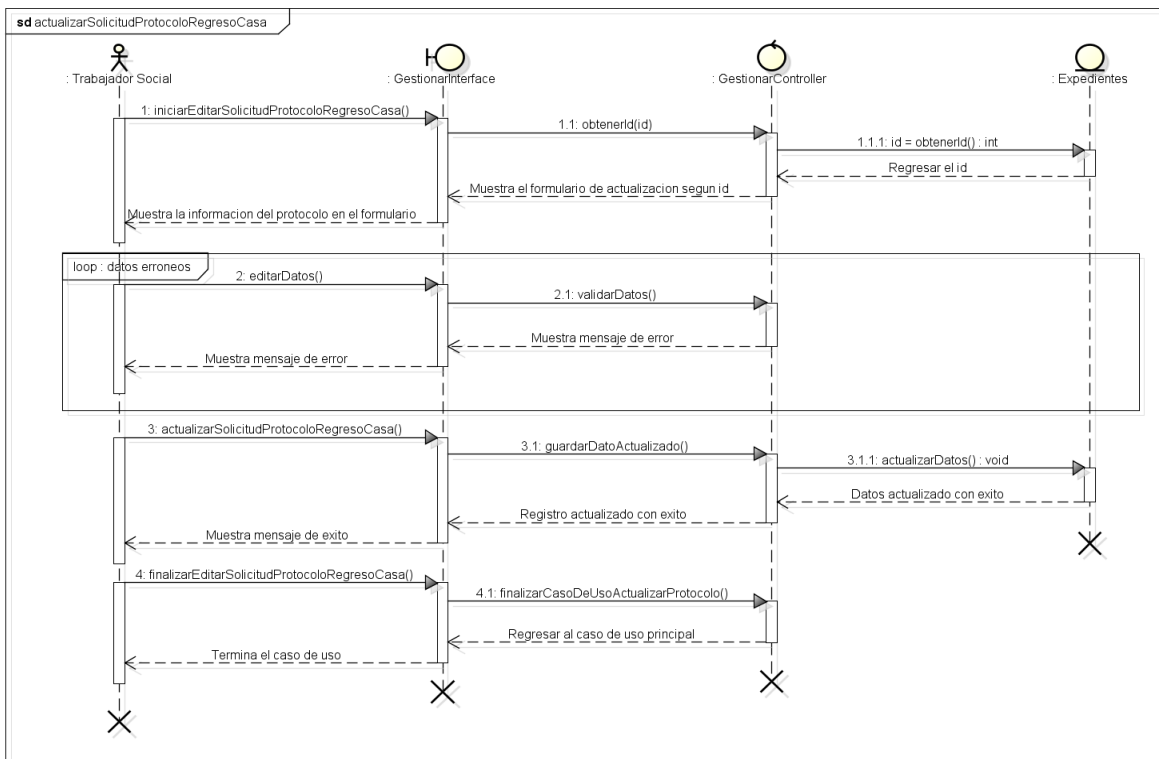 sd actualizarSolicitudProtocoloRegresoCasa
: Trabajador Social
: GestionarInterface
: GestionarController
: Expedientes
1: iniciarEditarSolicitudProtocoloRegresoCasa()
1.1: obtenerId(id)
1.1.1: id = obtenerId() : int
Regresar el id
Muestra el formulario de actualizacion segun id
Muestra la informacion del protocolo en el formulario
loop : datos erroneos
2: editarDatos()
2.1: validarDatos()
Muestra mensaje de error
Muestra mensaje de error
3: actualizarSolicitudProtocoloRegresoCasa()
3.1: guardarDatoActualizado()
3.1.1: actualizarDatos() : void
Datos actualizado con exito
Registro actualizado con exito
Muestra mensaje de exito
4: finalizarEditarSolicitudProtocoloRegresoCasa()
4.1: finalizarCasoDeUsoActualizarProtocolo()
Regresar al caso de uso principal
Termina el caso de uso